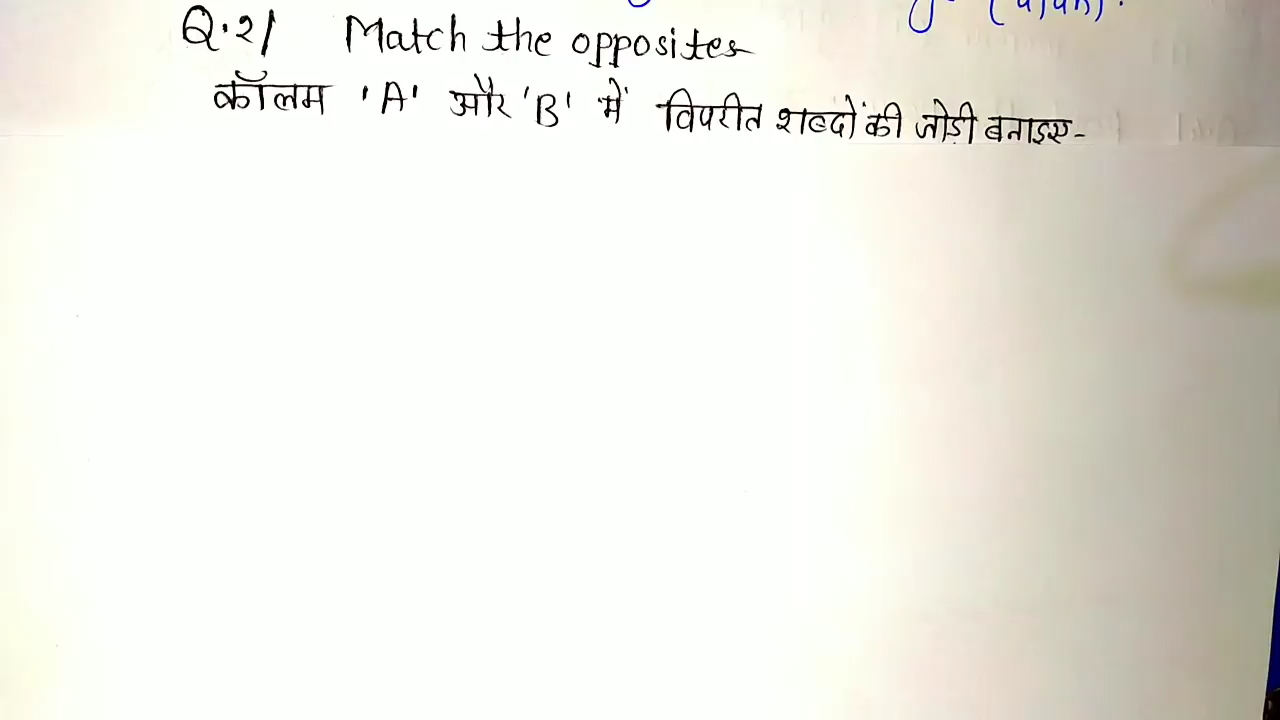 Q.2/ Match the opposites
कॉलम 'A' और 'B' में विपरीत शब्दों की जोड़ी बनाइए-